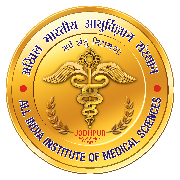 अखिल भारतीय आयुर्विज्ञान संस्थान
JODHPUR
ALL INDIA INSTITUTE OF MEDICAL SCIENCES